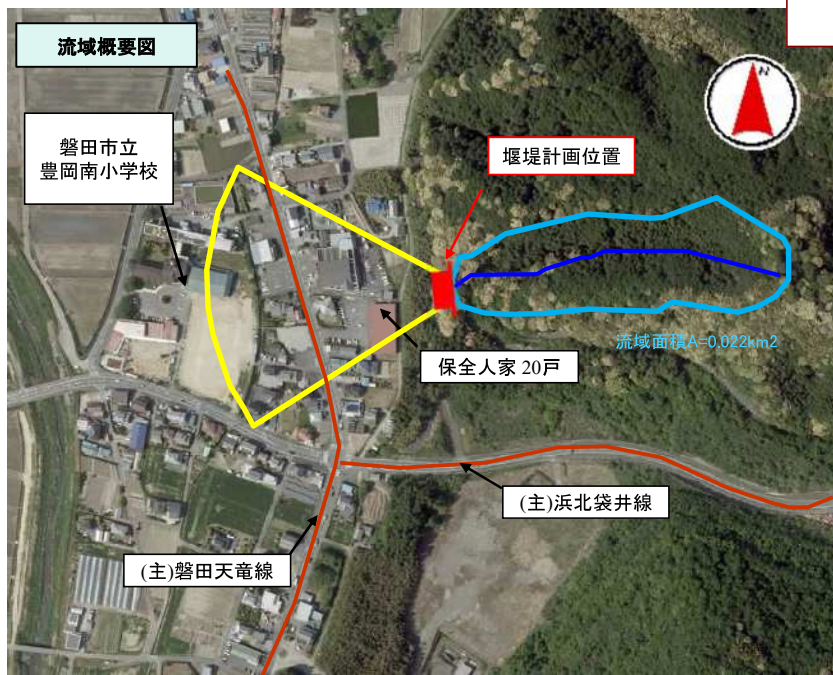 流域概要図
N
磐田市立
豊岡南小学校
堰堤計画位置
流域面積A=0.022km2
保全人家 20戸
(主)浜北袋井線
(主)磐田天竜線